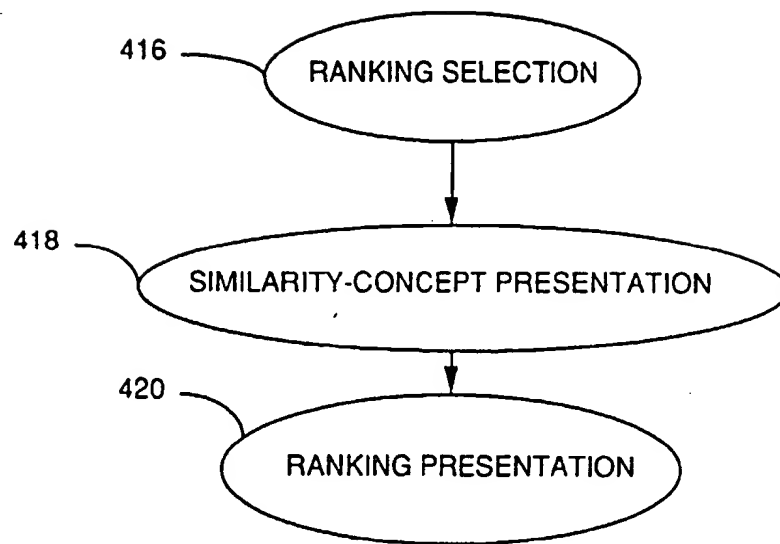 416
RANKING SELECTION
418
SIMILARITY-CONCEPT PRESENTATION
420
RANKING PRESENTATION